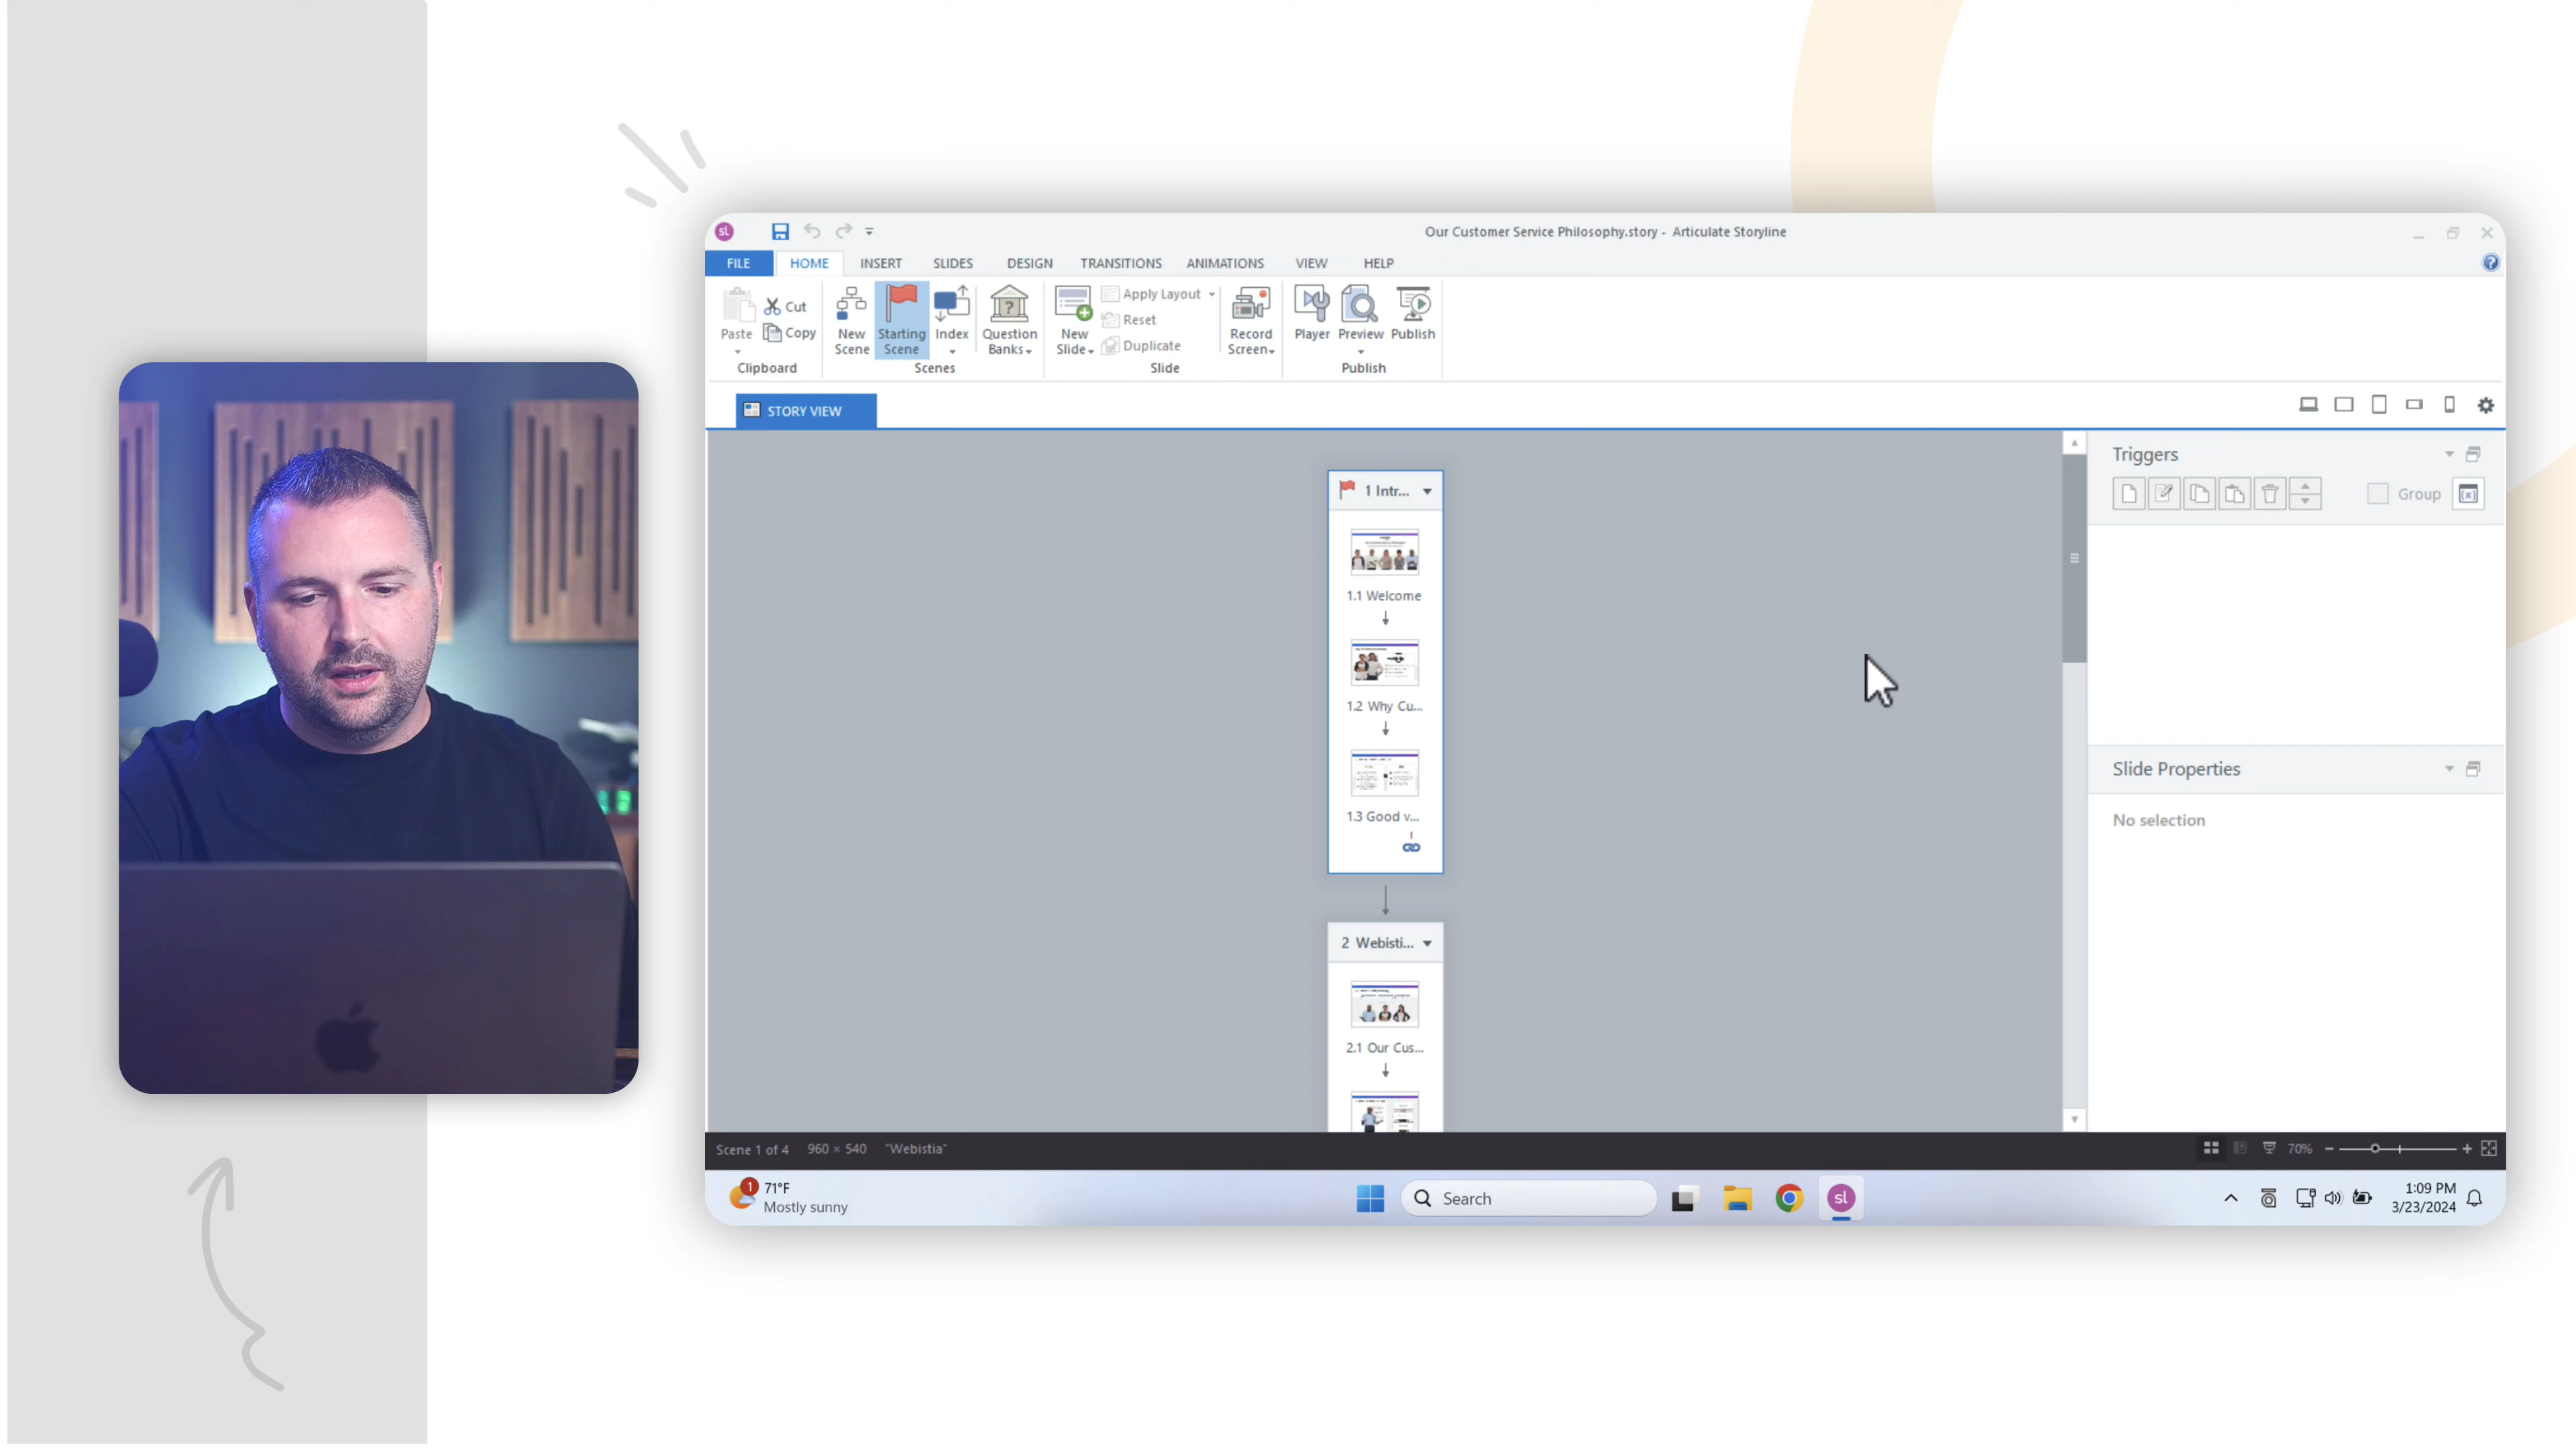 sl
Our Customer Service Philosophy.story - Articulate Storyline
FILE HOME INSERT SLIDES DESIGN TRANSITIONS ANIMATIONS VIEW HELP
Paste
Cut
Copy
Clipboard
New
Scene
Starting
Scene
Index
Question
Banks
Scenes
New
Slide
Apply Layout
Reset
Duplicate
Slide
Record
Screen
Player
Preview
Publish
Publish
STORY VIEW
1 Intr...
1.1 Welcome
1.2 Why Cu...
1.3 Good v...
2 Webisti...
2.1 Our Cus...
Triggers
Group
Slide Properties
No selection
Scene 1 of 4 960 × 540 "Webistia"
70%
1
71°F
Mostly sunny
Search
sl
1:09 PM
3/23/2024